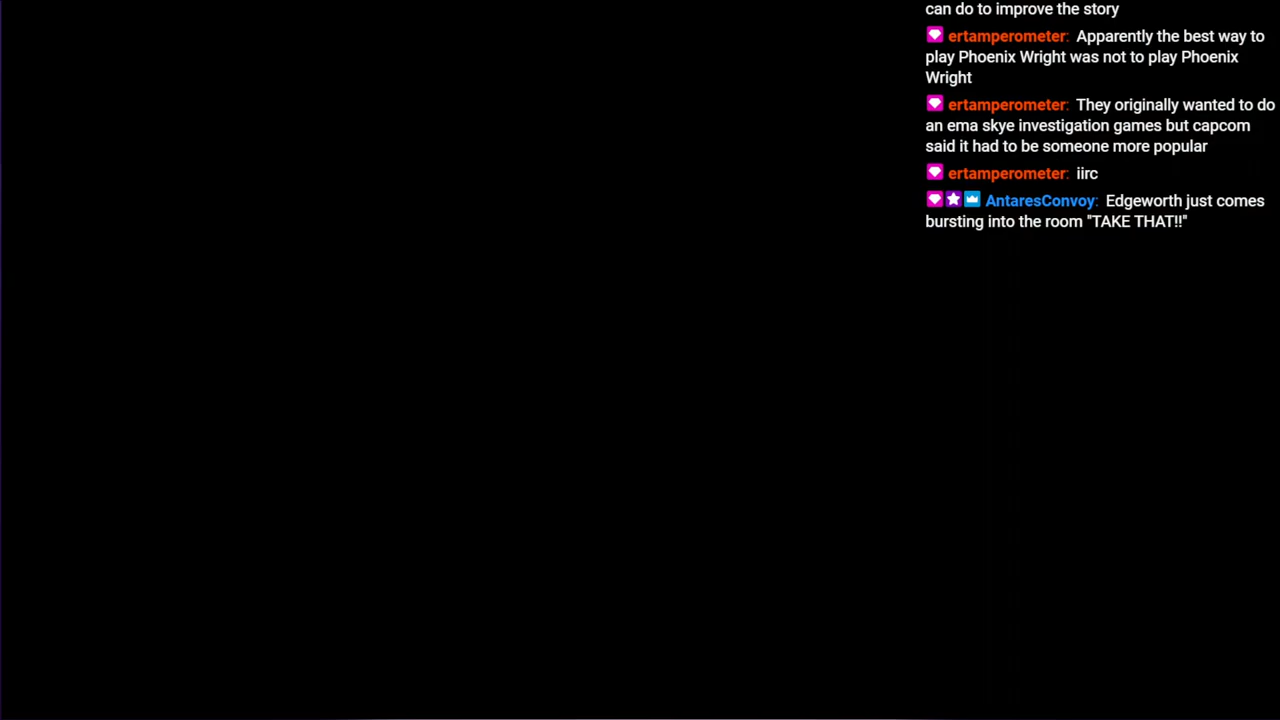 can do to improve the story
ertamperometer: Apparently the best way to
play Phoenix Wright was not to play Phoenix
Wright
ertamperometer: They originally wanted to do
an ema skye investigation games but capcom
said it had to be someone more popular
ertamperometer: iirc
AntaresConvoy: Edgeworth just comes
bursting into the room "TAKE THAT!!"